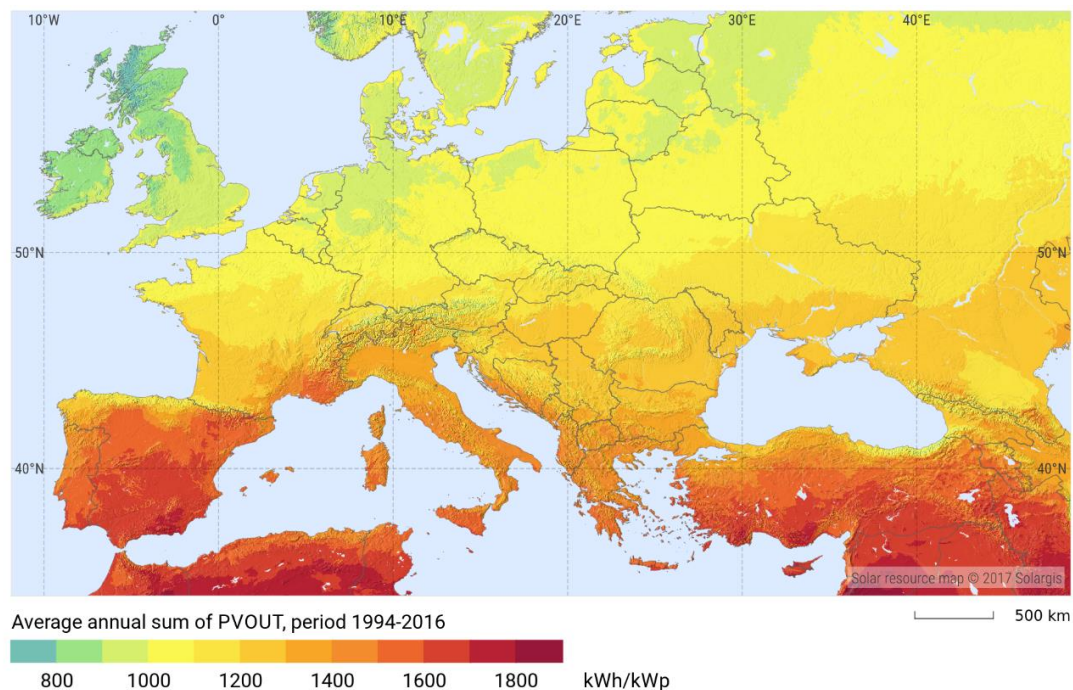 10°W 0° 10°E 20°E 30°E 40°E
50°N 50°N
40°N 40°N
Solar resource map © 2017 Solargis
500 km
Average annual sum of PVOUT, period 1994-2016
800 1000 1200 1400 1600 1800 kWh/kWp